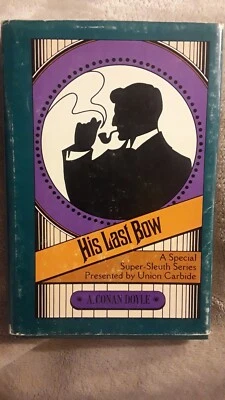 His Last Bow
A Special
Super-Sleuth Series
Presented by Union Carbide
A. CONAN DOYLE